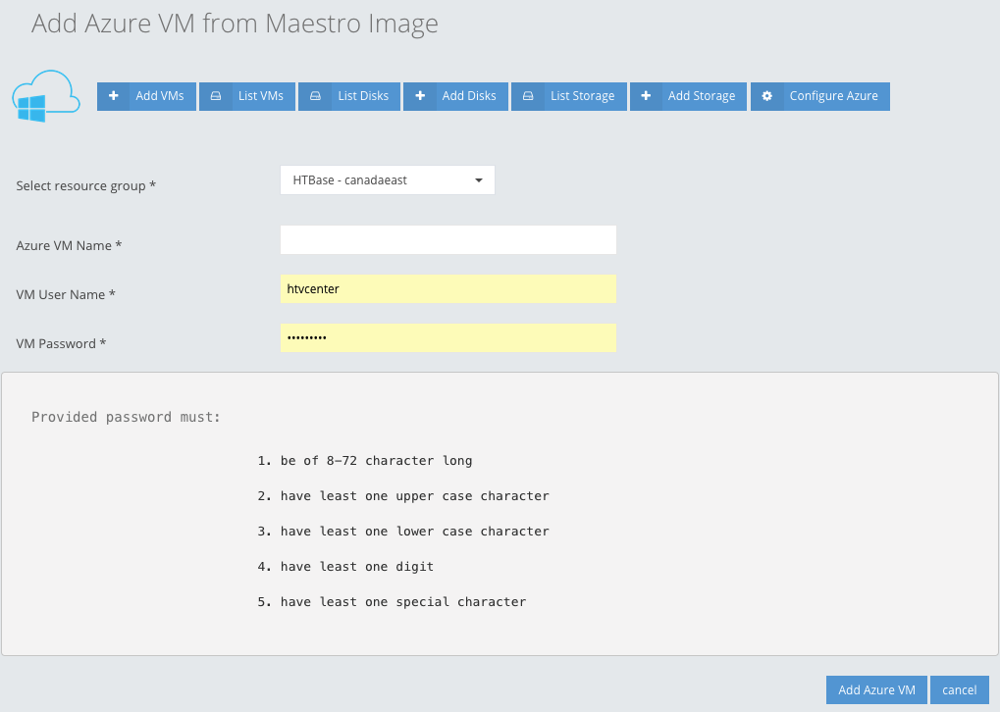 Add Azure VM from Maestro Image
Add VMs List VMs List Disks Add Disks List Storage Add Storage Configure Azure
Select resource group * HTBase - canadaeast
Azure VM Name *
VM User Name * htvcenter
VM Password * •••••••••
Provided password must:
1. be of 8-72 character long
2. have least one upper case character
3. have least one lower case character
4. have least one digit
5. have least one special character
Add Azure VM cancel